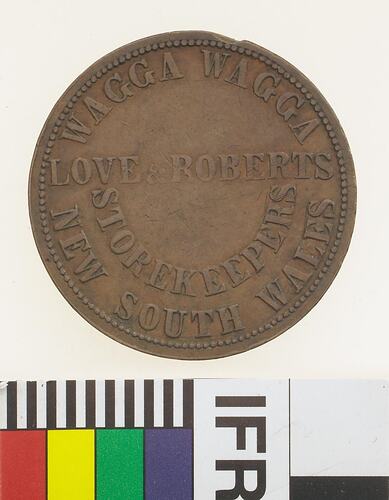 WAGGA WAGGA
LOVE & ROBERTS
STOREKEEPERS
NEW SOUTH WALES
IFR